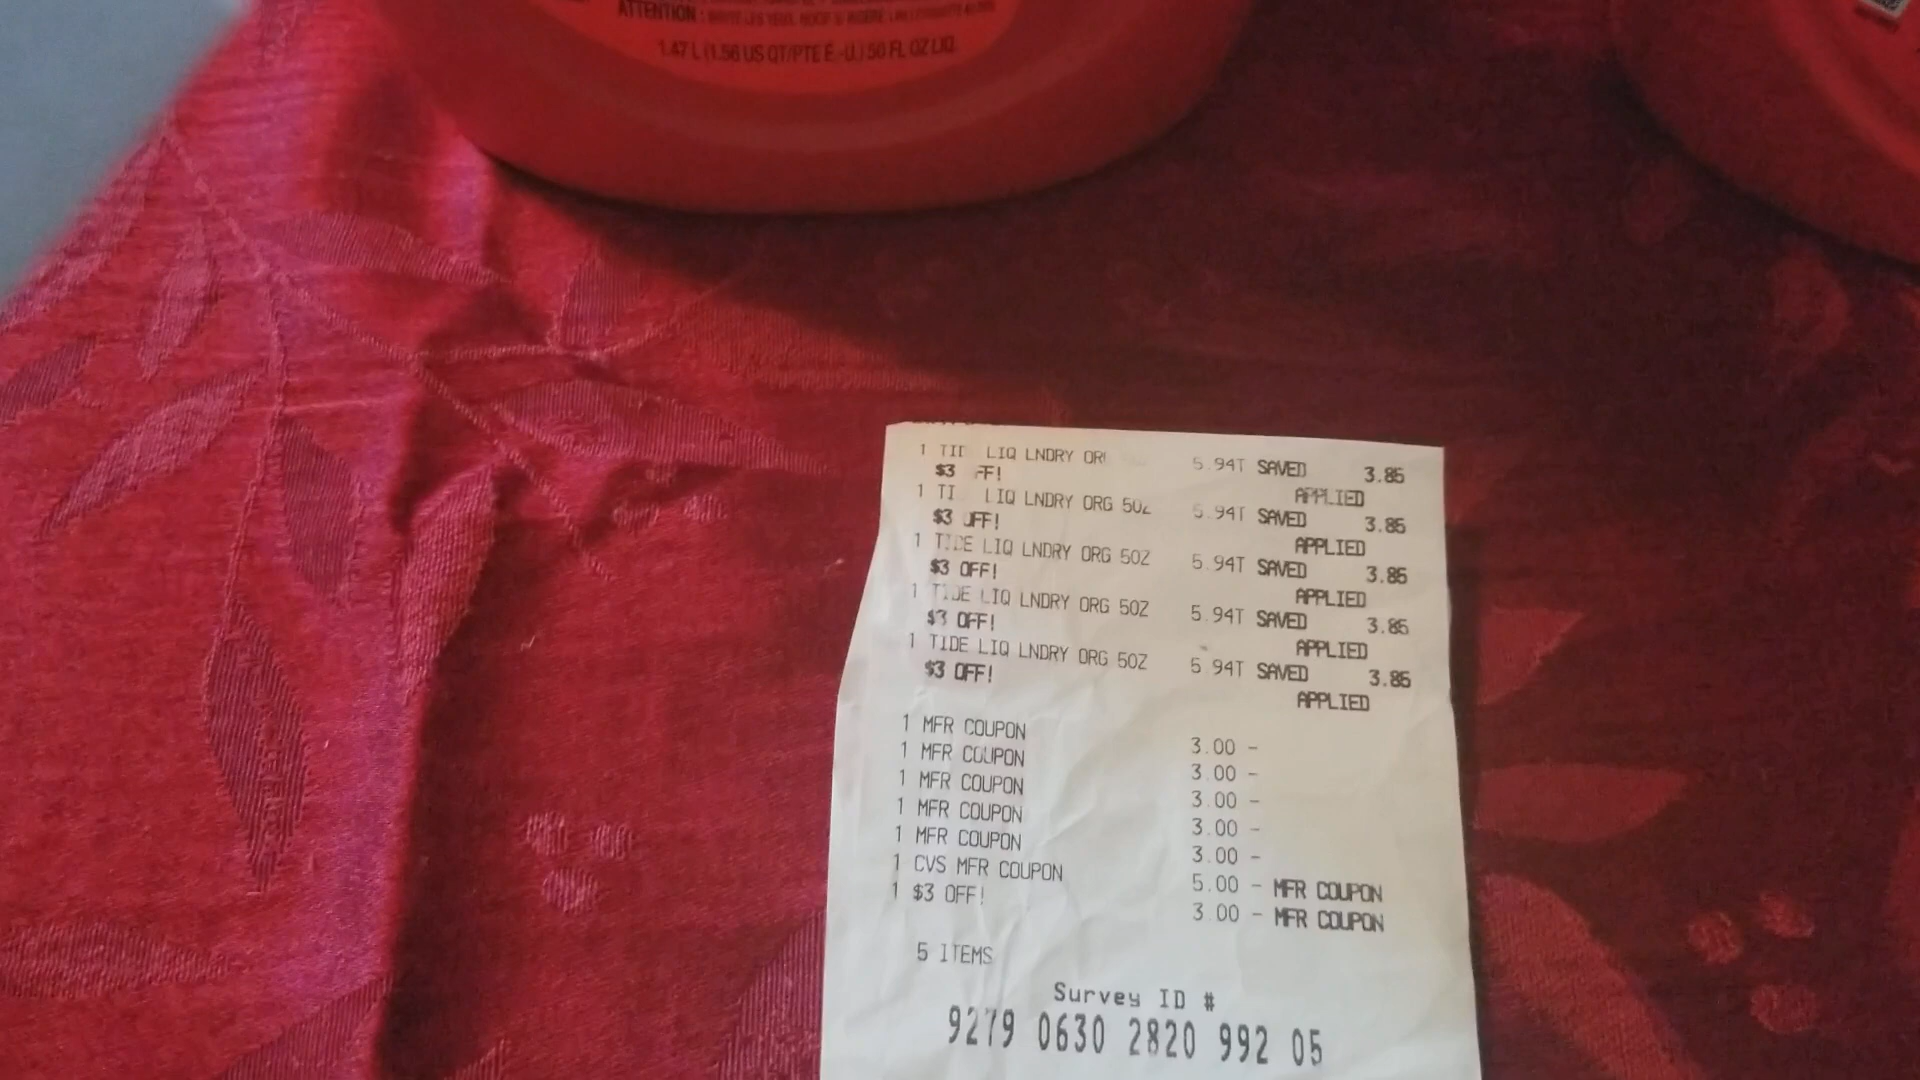 ATTENTION :
1.47 L (1.56 US QT/PTE E.-U.) 50 FL OZ LIQ.
1 TID LIQ LNDRY OR 5.94T SAVED 3.85
$3 FF! APPLIED
1 TI LIQ LNDRY ORG 50Z 5.94T SAVED 3.85
$3 OFF! APPLIED
1 TIDE LIQ LNDRY ORG 50Z 5.94T SAVED 3.85
$3 OFF! APPLIED
1 TIDE LIQ LNDRY ORG 50Z 5.94T SAVED 3.85
$3 OFF! APPLIED
1 TIDE LIQ LNDRY ORG 50Z 5.94T SAVED 3.85
$3 OFF! APPLIED
1 MFR COUPON 3.00 -
1 MFR COUPON 3.00 -
1 MFR COUPON 3.00 -
1 MFR COUPON 3.00 -
1 MFR COUPON 3.00 -
1 CVS MFR COUPON 5.00 - MFR COUPON
1 $3 OFF! 3.00 - MFR COUPON
5 ITEMS
Survey ID #
9279 0630 2820 992 05